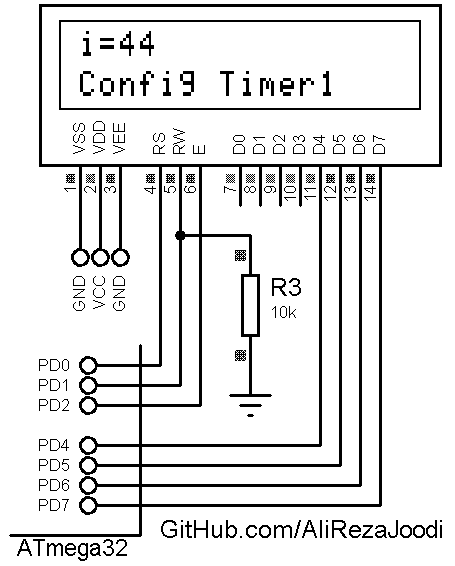 i=44
Config Timer1
VSS VDD VEE RS RW E D0 D1 D2 D3 D4 D5 D6 D7
1 2 3 4 5 6 7 8 9 10 11 12 13 14
GND VCC GND
R3
10k
PD0
PD1
PD2
PD4
PD5
PD6
PD7
GitHub.com/AliRezaJoodi
ATmega32